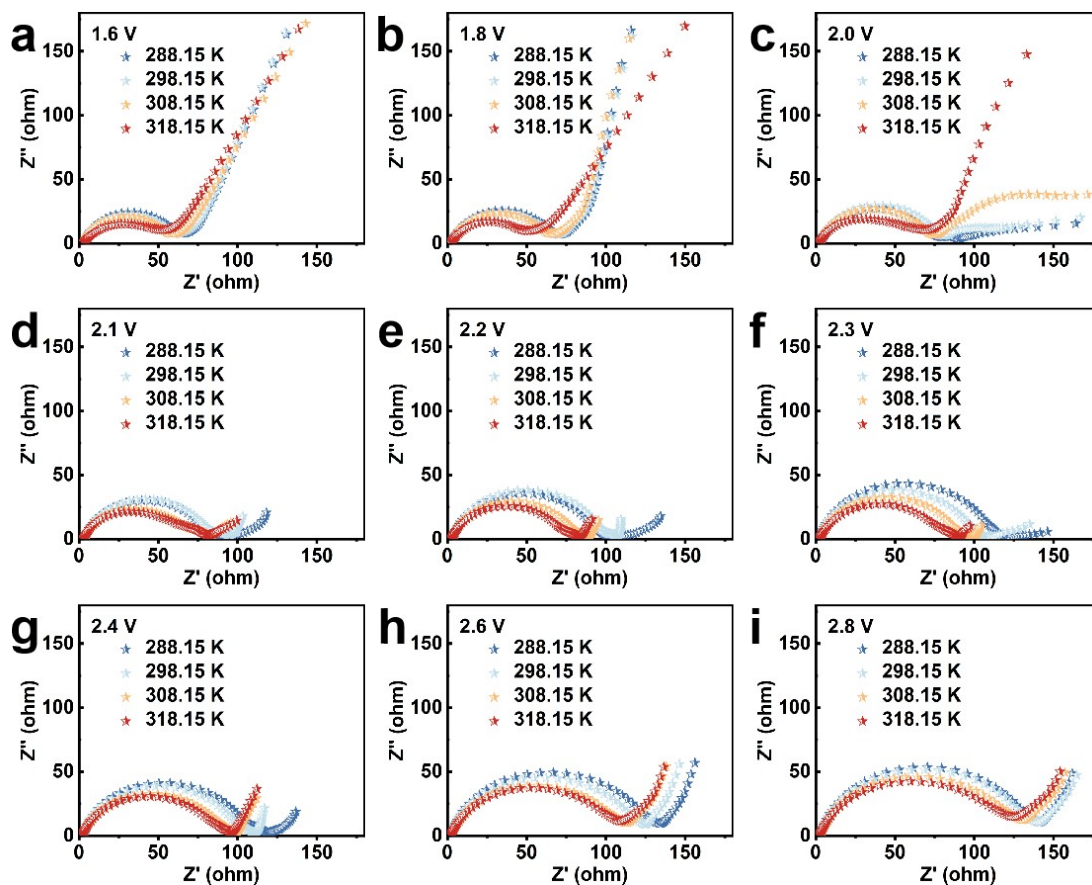 a
1.6 V
288.15 K
298.15 K
308.15 K
318.15 K
Z'' (ohm)
150
100
50
0
0 50 100 150
Z' (ohm)
b
1.8 V
288.15 K
298.15 K
308.15 K
318.15 K
Z'' (ohm)
150
100
50
0
0 50 100 150
Z' (ohm)
c
2.0 V
288.15 K
298.15 K
308.15 K
318.15 K
Z'' (ohm)
150
100
50
0
0 50 100 150
Z' (ohm)
d
2.1 V
288.15 K
298.15 K
308.15 K
318.15 K
Z'' (ohm)
150
100
50
0
0 50 100 150
Z' (ohm)
e
2.2 V
288.15 K
298.15 K
308.15 K
318.15 K
Z'' (ohm)
150
100
50
0
0 50 100 150
Z' (ohm)
f
2.3 V
288.15 K
298.15 K
308.15 K
318.15 K
Z'' (ohm)
150
100
50
0
0 50 100 150
Z' (ohm)
g
2.4 V
288.15 K
298.15 K
308.15 K
318.15 K
Z'' (ohm)
150
100
50
0
0 50 100 150
Z' (ohm)
h
2.6 V
288.15 K
298.15 K
308.15 K
318.15 K
Z'' (ohm)
150
100
50
0
0 50 100 150
Z' (ohm)
i
2.8 V
288.15 K
298.15 K
308.15 K
318.15 K
Z'' (ohm)
150
100
50
0
0 50 100 150
Z' (ohm)